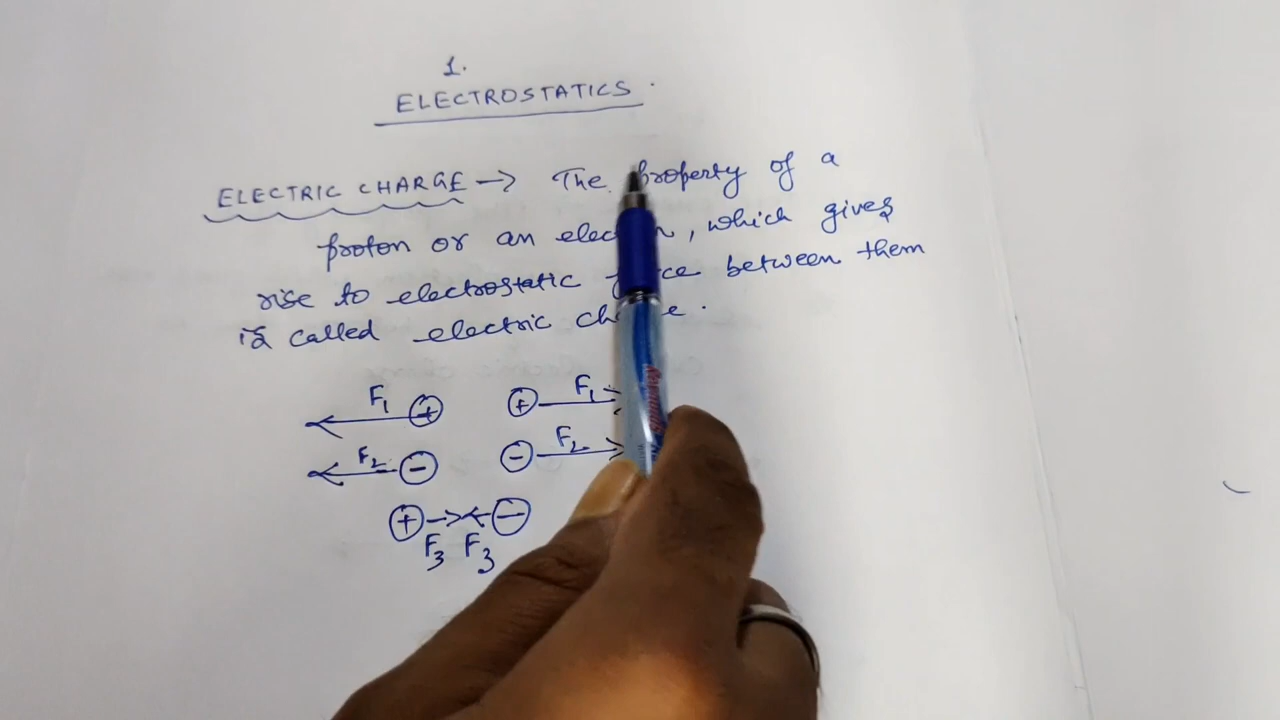 1.
ELECTROSTATICS.
ELECTRIC CHARGE → The property of a
proton or an elec n, which gives
rise to electrostatic ce between them
is called electric ch e.
F₁ + + F₁
F₂ − − F₂
+ −
F₃ F₃